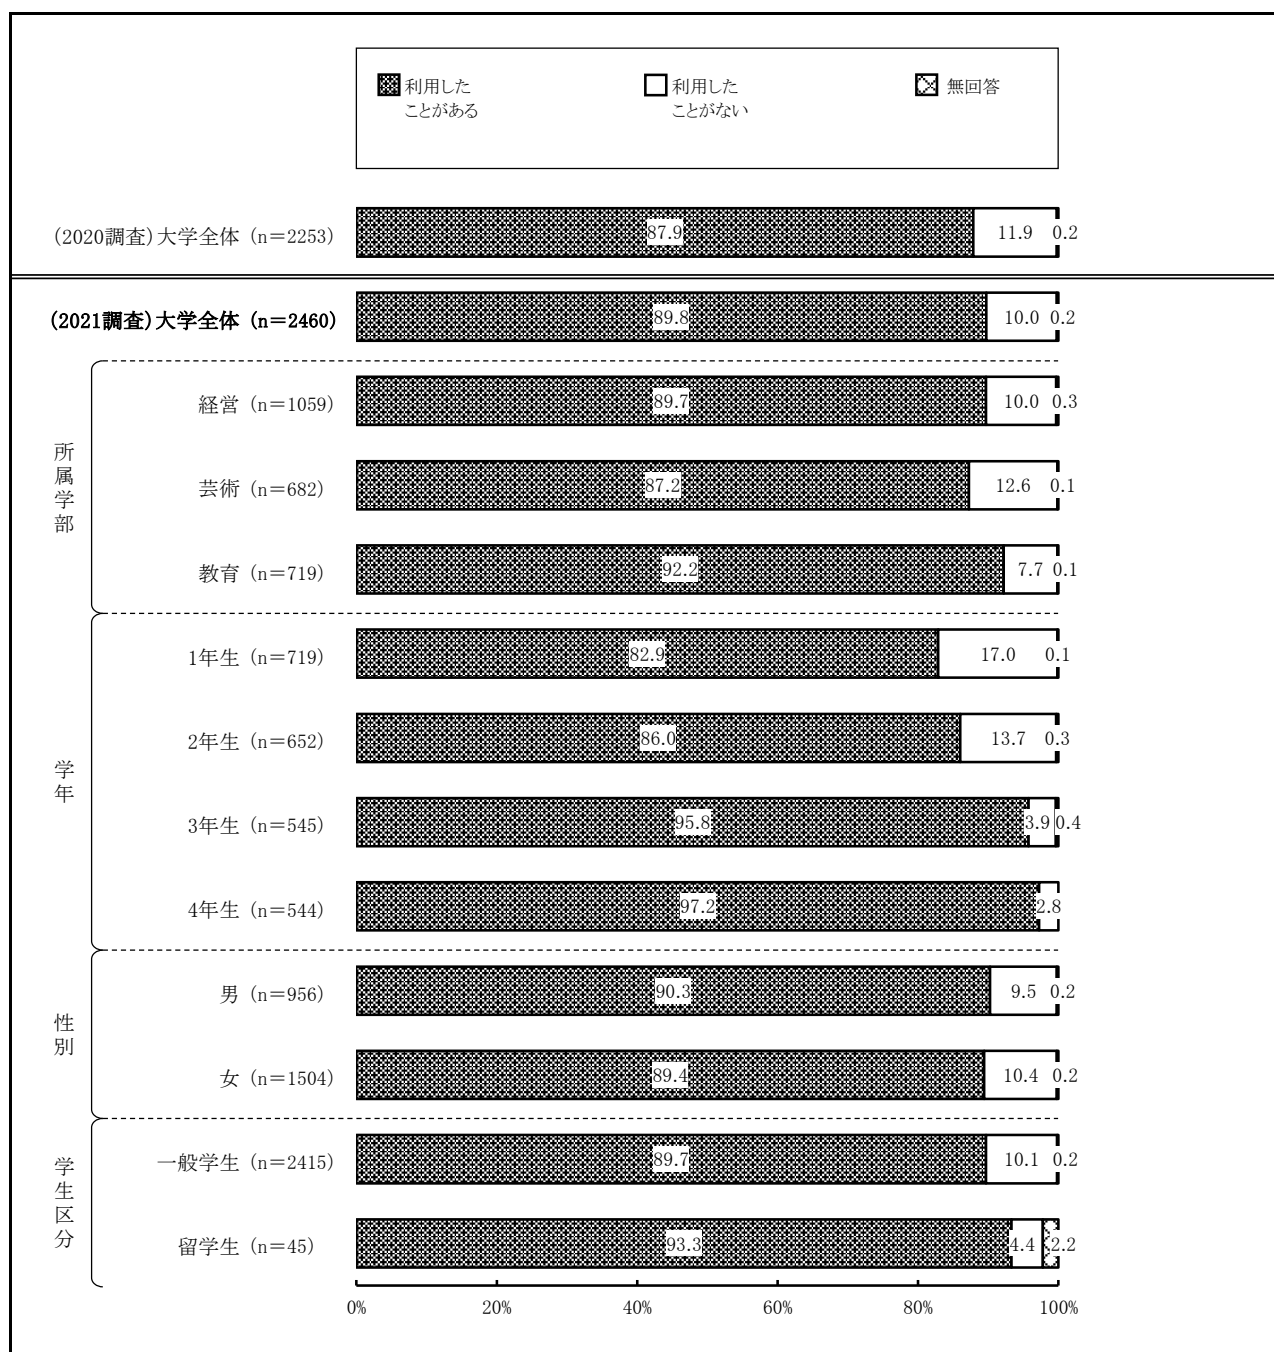 利用した
ことがある
利用した
ことがない
無回答
(2020調査)大学全体 (n=2253) 87.9 11.9 0.2
(2021調査)大学全体 (n=2460) 89.8 10.0 0.2
所属学部
経営 (n=1059) 89.7 10.0 0.3
芸術 (n=682) 87.2 12.6 0.1
教育 (n=719) 92.2 7.7 0.1
学年
1年生 (n=719) 82.9 17.0 0.1
2年生 (n=652) 86.0 13.7 0.3
3年生 (n=545) 95.8 3.9 0.4
4年生 (n=544) 97.2 2.8
性別
男 (n=956) 90.3 9.5 0.2
女 (n=1504) 89.4 10.4 0.2
学生区分
一般学生 (n=2415) 89.7 10.1 0.2
留学生 (n=45) 93.3 4.4 2.2
0% 20% 40% 60% 80% 100%